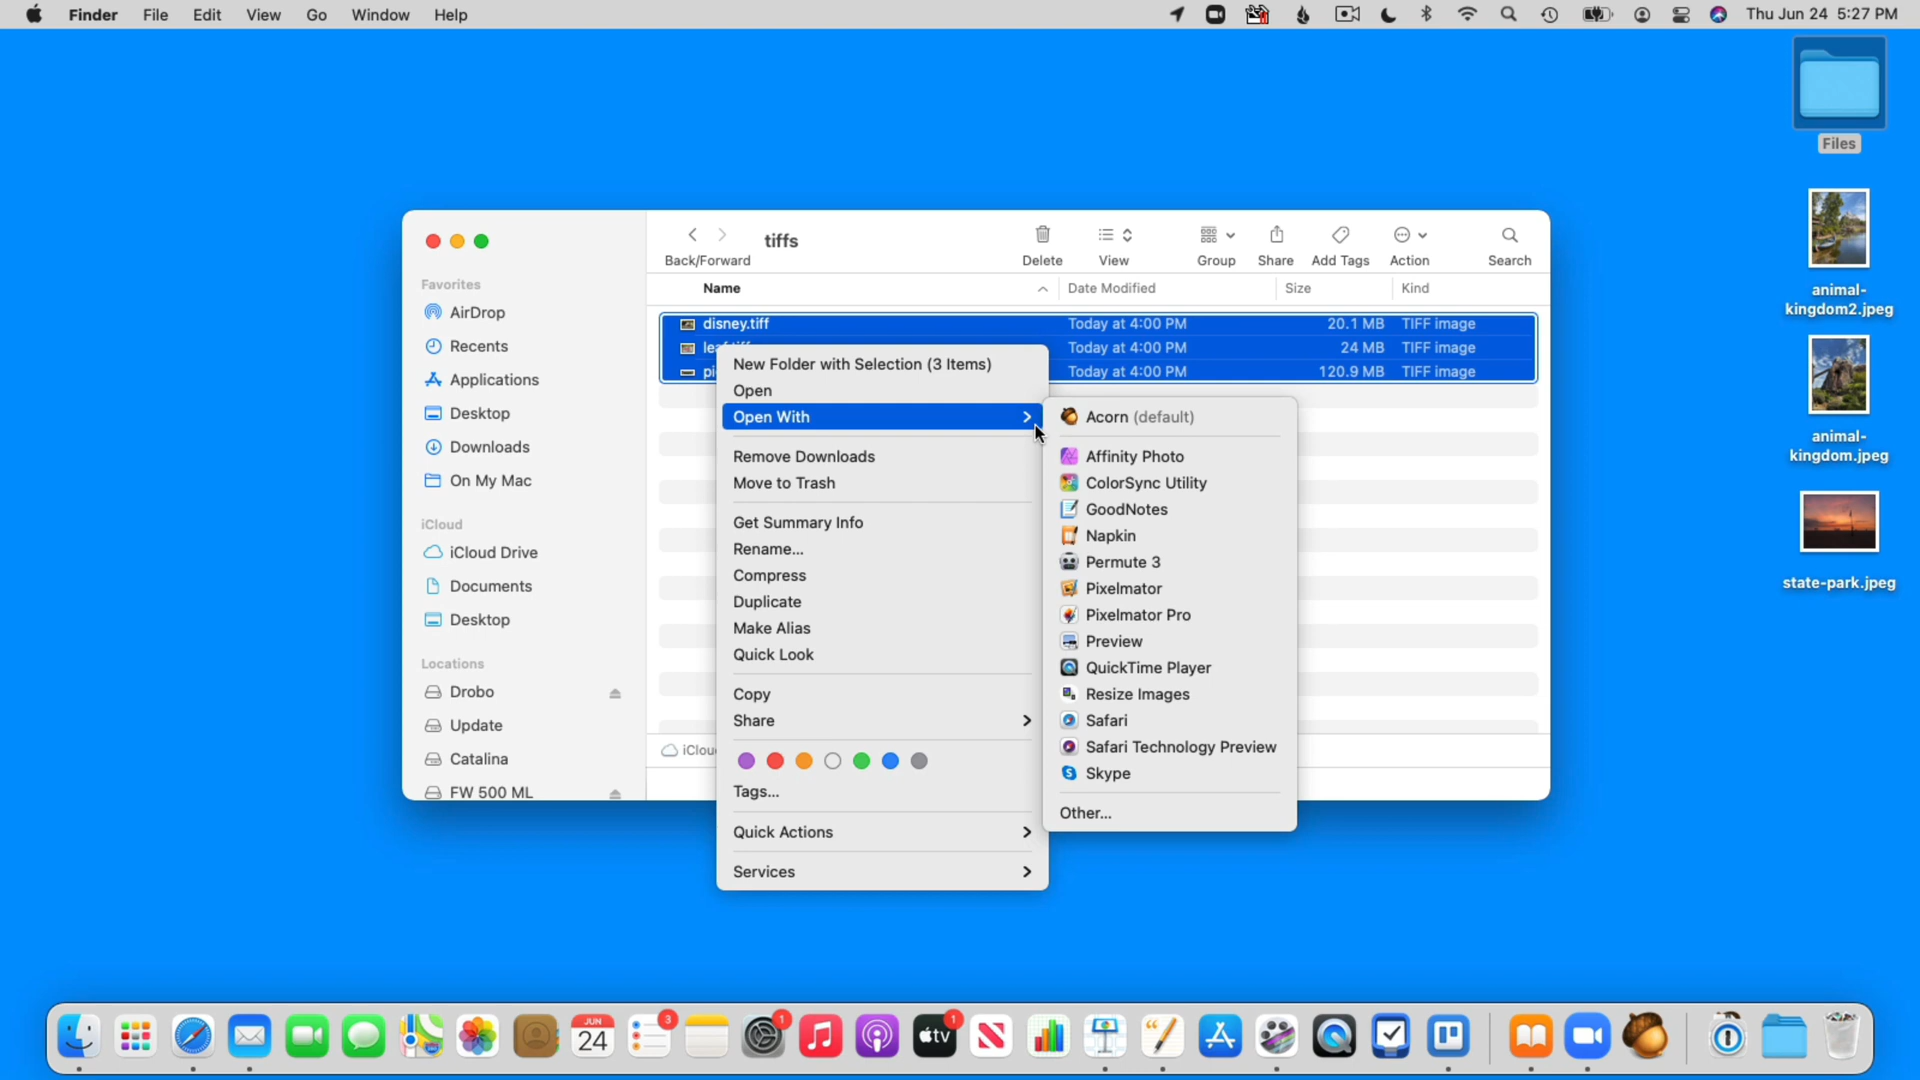 Finder File Edit View Go Window Help Thu Jun 24 5:27 PM
Files
animal-
kingdom2.jpeg
animal-
kingdom.jpeg
state-park.jpeg
tiffs
Back/Forward Delete View Group Share Add Tags Action Search
Name Date Modified Size Kind
disney.tiff Today at 4:00 PM 20.1 MB TIFF image
Today at 4:00 PM 24 MB TIFF image
Today at 4:00 PM 120.9 MB TIFF image
Favorites
AirDrop
Recents
Applications
Desktop
Downloads
On My Mac
iCloud
iCloud Drive
Documents
Desktop
Locations
Drobo
Update
Catalina
FW 500 ML
New Folder with Selection (3 Items)
Open
Open With
Remove Downloads
Move to Trash
Get Summary Info
Rename...
Compress
Duplicate
Make Alias
Quick Look
Copy
Share
Tags...
Quick Actions
Services
Acorn (default)
Affinity Photo
ColorSync Utility
GoodNotes
Napkin
Permute 3
Pixelmator
Pixelmator Pro
Preview
QuickTime Player
Resize Images
Safari
Safari Technology Preview
Skype
Other...
JUN
24
3
1
tv
1